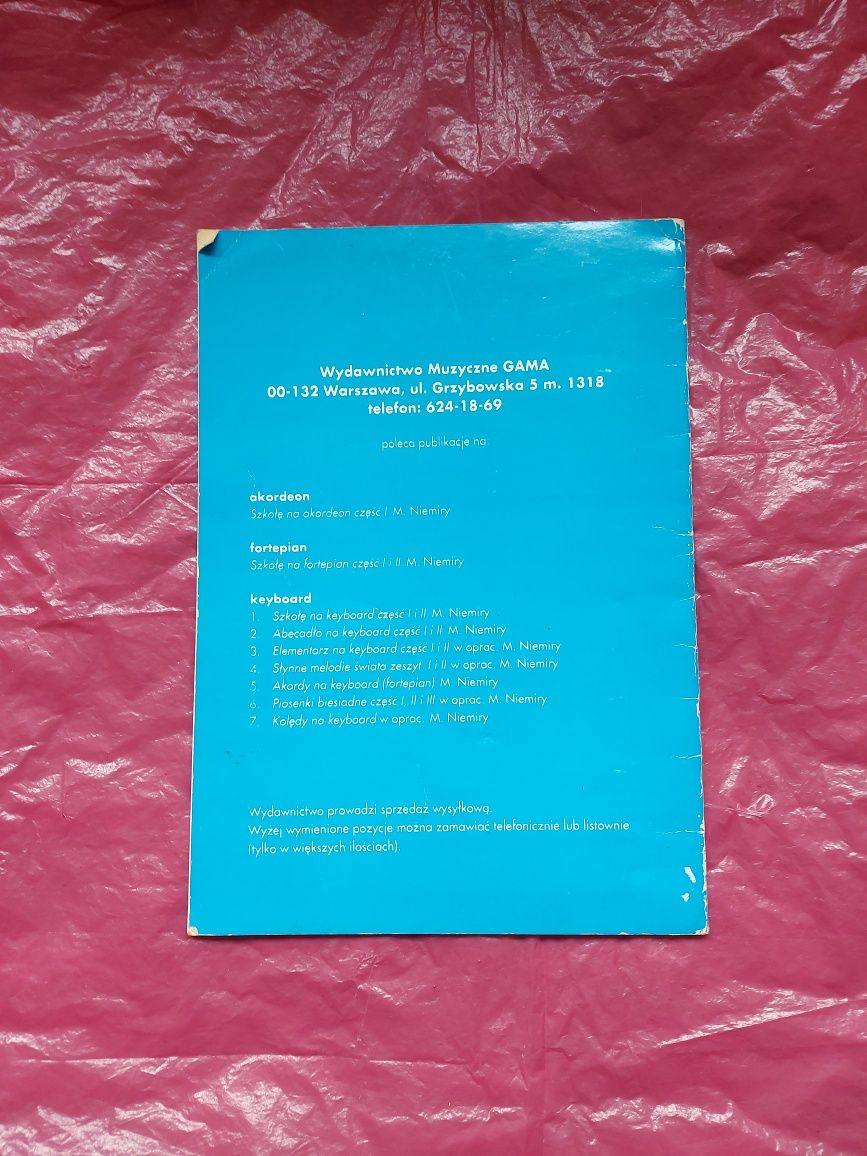 Wydawnictwo Muzyczne GAMA
00-132 Warszawa, ul. Grzybowska 5 m. 1318
telefon: 624-18-69
poleca publikacje na:
akordeon
Szkołę na akordeon część I M. Niemiry
fortepian
Szkołę na fortepian część I i II M. Niemiry
keyboard
1. Szkołę na keyboard część I i II M. Niemiry
2. Abecadło na keyboard część I i II M. Niemiry
3. Elementarz na keyboard część I i II w oprac. M. Niemiry
4. Słynne melodie świata zeszyt I i II w oprac. M. Niemiry
5. Akordy na keyboard (fortepian) M. Niemiry
6. Piosenki biesiadne część I, II i III w oprac. M. Niemiry
7. Kolędy na keyboard w oprac. M. Niemiry
Wydawnictwo prowadzi sprzedaż wysyłkową.
Wyżej wymienione pozycje można zamawiać telefonicznie lub listownie
(tylko w większych ilościach).